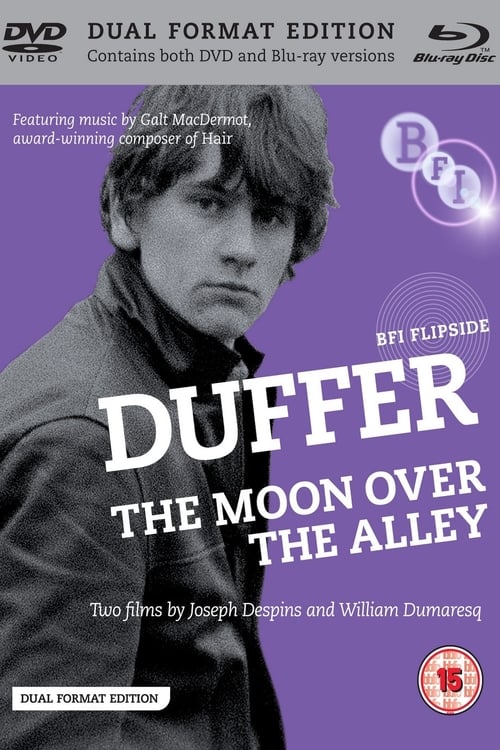 DVD
VIDEO
DUAL FORMAT EDITION
Contains both DVD and Blu-ray versions
Blu-ray Disc
Featuring music by Galt MacDermot,
award-winning composer of Hair
BFI
BFI FLIPSIDE
DUFFER
THE MOON OVER
THE ALLEY
Two films by Joseph Despins and William Dumaresq
DUAL FORMAT EDITION
15